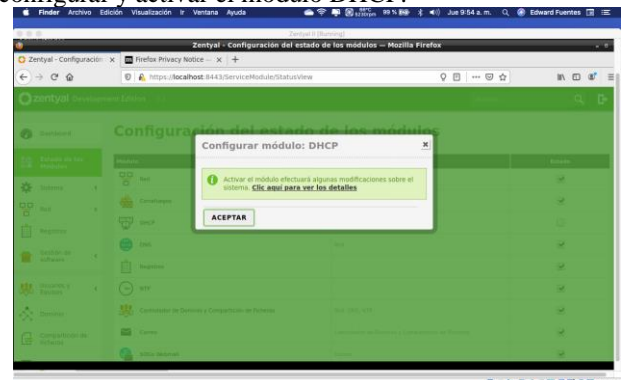 configurar y activar el módulo DHCP.
Finder Archivo Edición Visualización Ir Ventana Ayuda 99 % Jue 9:54 a. m. Edward Fuentes
Zentyal - Configuración del estado de los módulos — Mozilla Firefox
Zentyal - Configuración × Firefox Privacy Notice — × +
https://localhost:8443/ServiceModule/StatusView
zentyal Development Edition
Dashboard
Configuración del estado de los módulos
Configurar módulo: DHCP ×
Estado de los Módulos
Módulo
Estado
Activar el módulo efectuará algunas modificaciones sobre el
sistema. Clic aquí para ver los detalles
ACEPTAR
Sistema
Red
Red
Cortafuegos
DHCP
Registros
DNS
Gestión de
software
Registros
NTP
Usuarios y
Equipos
Controlador de Dominio y Compartición de Ficheros
Dominio
Correo
Compartición de
ficheros